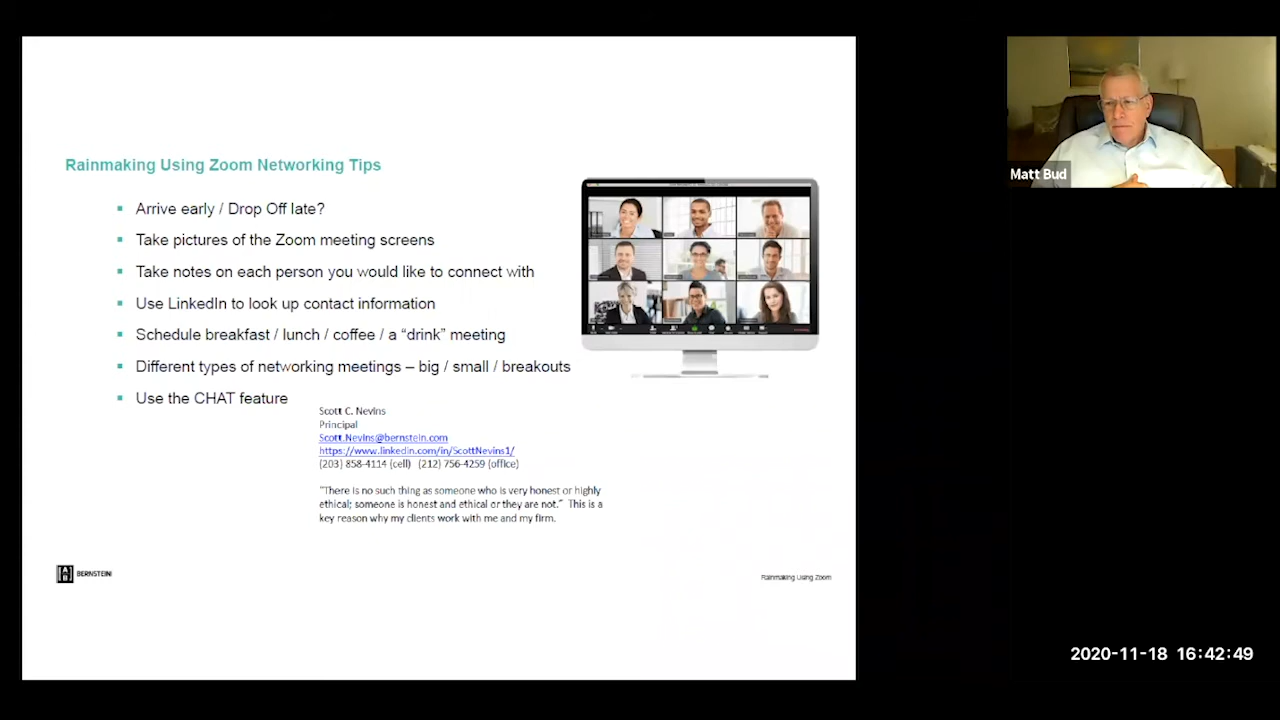 Rainmaking Using Zoom Networking Tips
Arrive early / Drop Off late?
Take pictures of the Zoom meeting screens
Take notes on each person you would like to connect with
Use LinkedIn to look up contact information
Schedule breakfast / lunch / coffee / a “drink” meeting
Different types of networking meetings – big / small / breakouts
Use the CHAT feature
Scott C. Nevins
Principal
Scott.Nevins@bernstein.com
https://www.linkedin.com/in/ScottNevins1/
(203) 858-4114 (cell) (212) 756-4259 (office)
"There is no such thing as someone who is very honest or highly
ethical; someone is honest and ethical or they are not." This is a
key reason why my clients work with me and my firm.
AB BERNSTEIN
Rainmaking Using Zoom
Matt Bud
2020-11-18 16:42:49